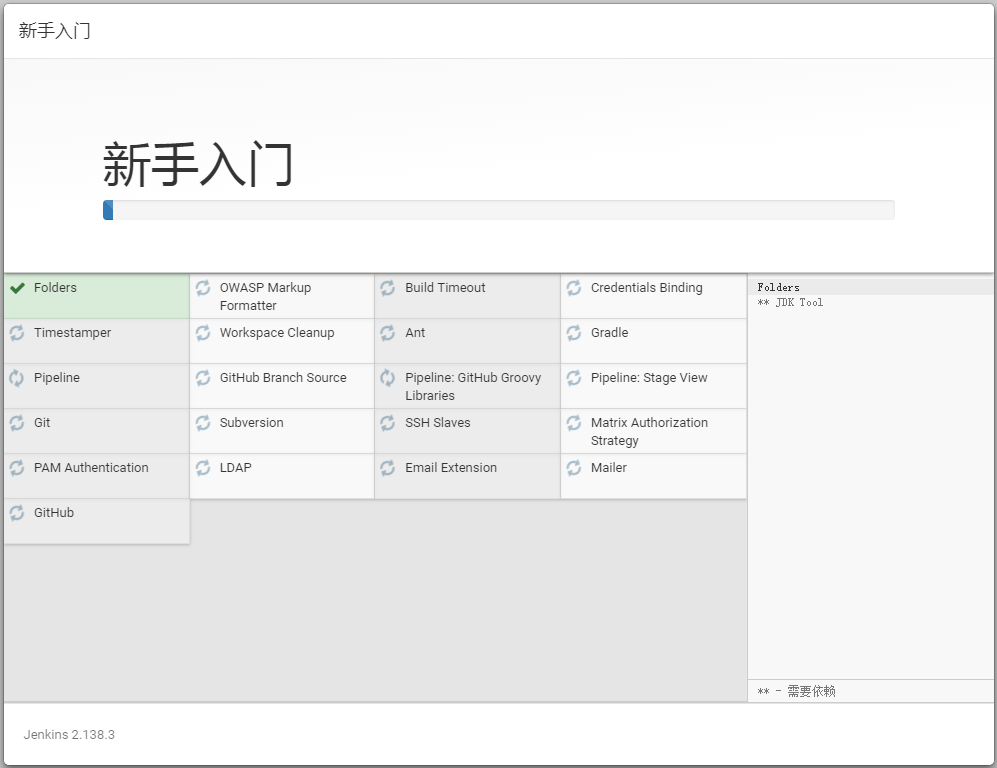 新手入门
新手入门
Folders
OWASP Markup
Formatter
Build Timeout
Credentials Binding
Timestamper
Workspace Cleanup
Ant
Gradle
Pipeline
GitHub Branch Source
Pipeline: GitHub Groovy
Libraries
Pipeline: Stage View
Git
Subversion
SSH Slaves
Matrix Authorization
Strategy
PAM Authentication
LDAP
Email Extension
Mailer
GitHub
Folders
** JDK Tool
** - 需要依赖
Jenkins 2.138.3